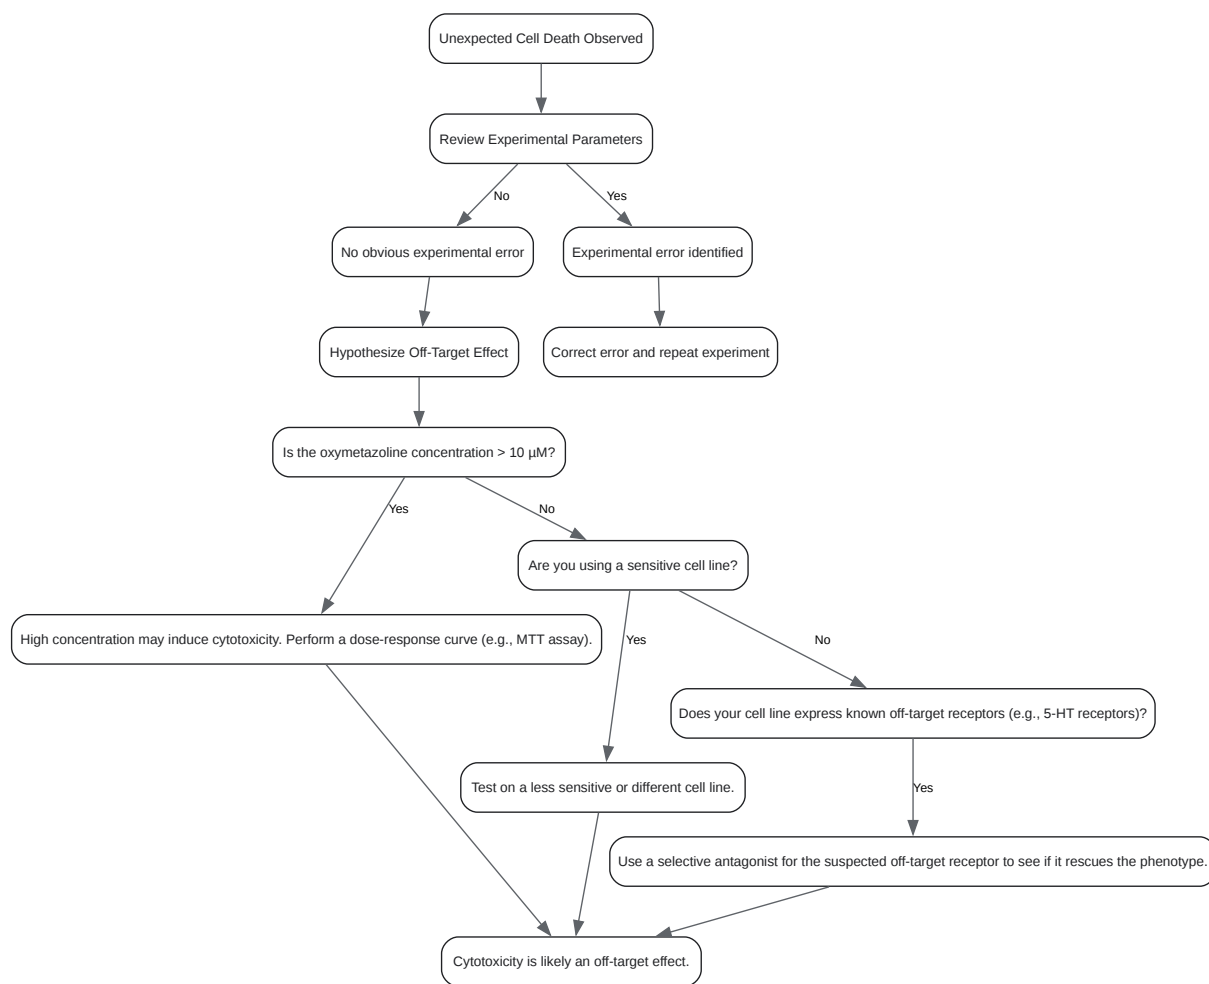 Unexpected Cell Death Observed
Review Experimental Parameters
No
Yes
No obvious experimental error
Experimental error identified
Hypothesize Off-Target Effect
Correct error and repeat experiment
Is the oxymetazoline concentration > 10 µM?
Yes
No
Are you using a sensitive cell line?
High concentration may induce cytotoxicity. Perform a dose-response curve (e.g., MTT assay).
Yes
No
Does your cell line express known off-target receptors (e.g., 5-HT receptors)?
Test on a less sensitive or different cell line.
Yes
Use a selective antagonist for the suspected off-target receptor to see if it rescues the phenotype.
Cytotoxicity is likely an off-target effect.